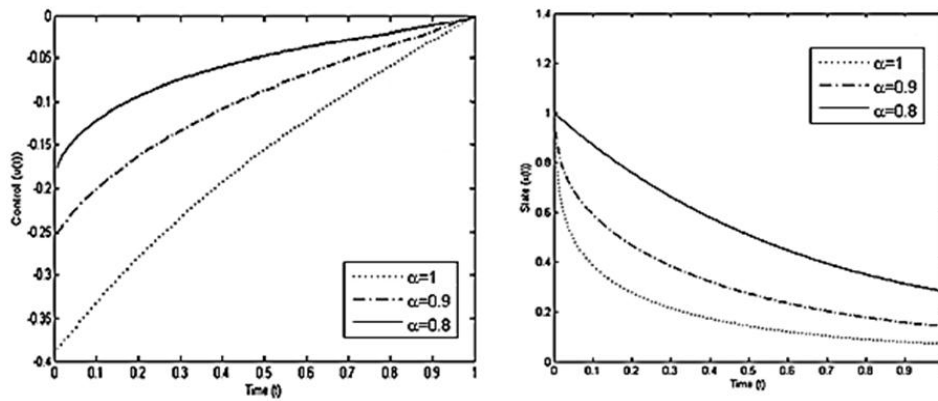 0
-0.05
-0.1
-0.15
-0.2
-0.25
-0.3
-0.35
-0.4
Control (u(t))
0 0.1 0.2 0.3 0.4 0.5 0.6 0.7 0.8 0.9 1
Time (t)
α=1
α=0.9
α=0.8
1.4
1.2
1
0.8
0.6
0.4
0.2
0
State (x(t))
0 0.1 0.2 0.3 0.4 0.5 0.6 0.7 0.8 0.9
Time (t)
α=1
α=0.9
α=0.8